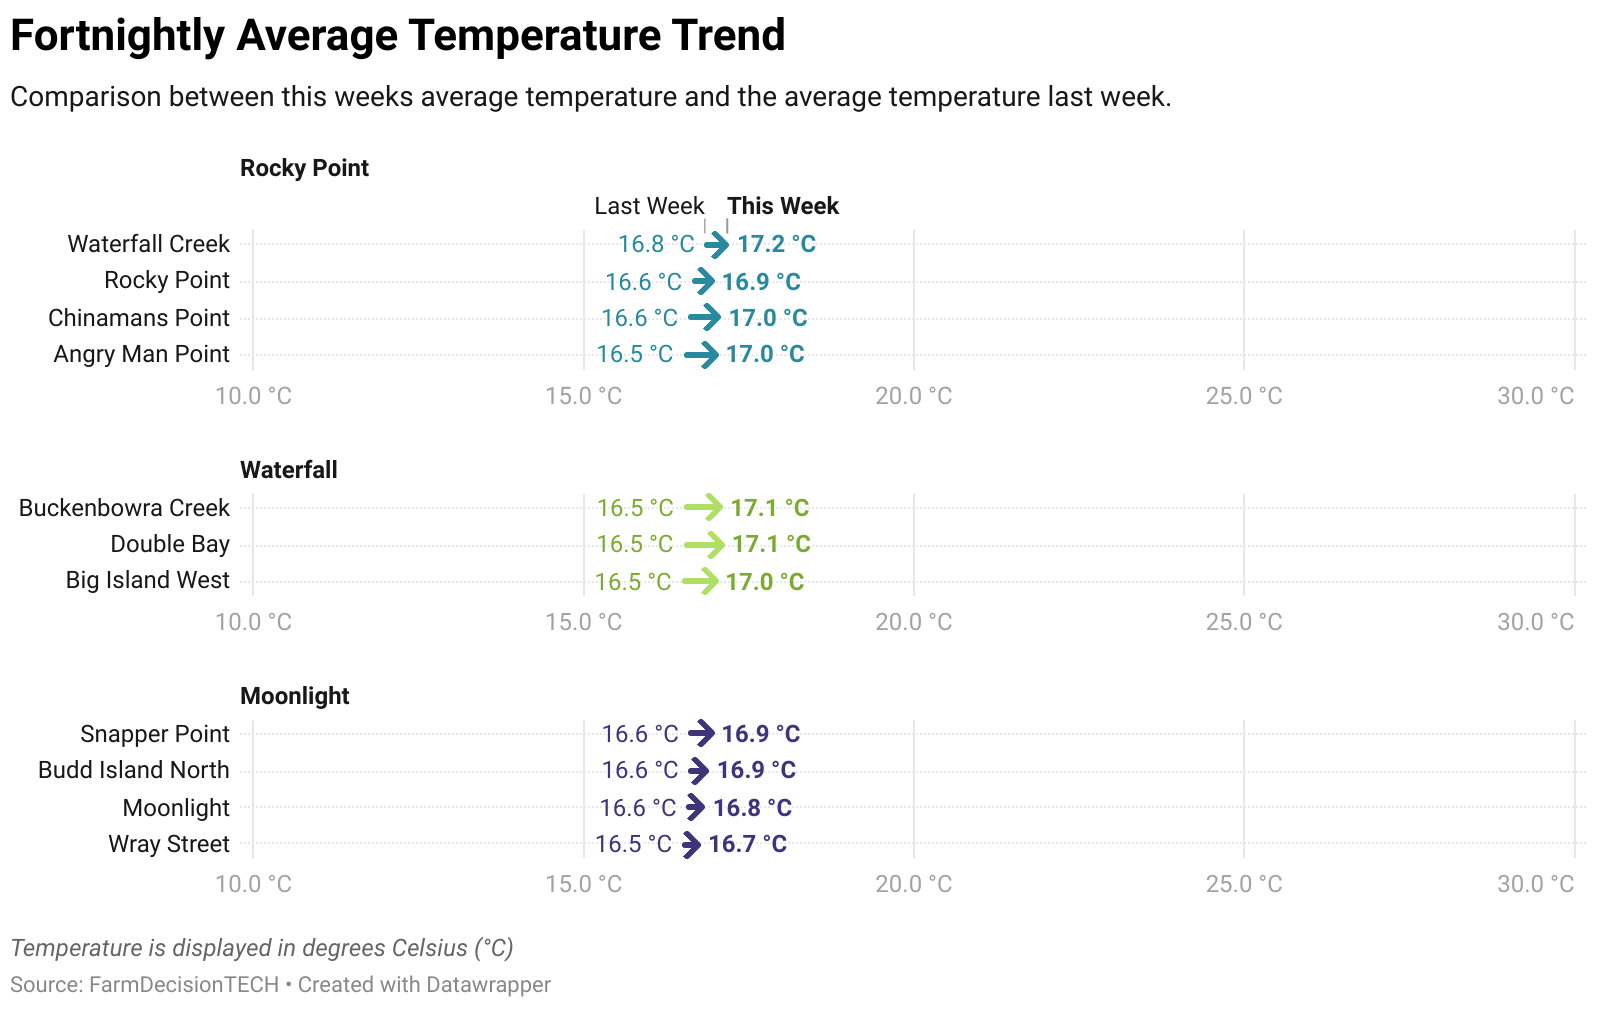 Fortnightly Average Temperature Trend
Comparison between this weeks average temperature and the average temperature last week.
Rocky Point
Last Week This Week
Waterfall Creek 16.8 °C 17.2 °C
Rocky Point 16.6 °C 16.9 °C
Chinamans Point 16.6 °C 17.0 °C
Angry Man Point 16.5 °C 17.0 °C
10.0 °C 15.0 °C 20.0 °C 25.0 °C 30.0 °C
Waterfall
Buckenbowra Creek 16.5 °C 17.1 °C
Double Bay 16.5 °C 17.1 °C
Big Island West 16.5 °C 17.0 °C
10.0 °C 15.0 °C 20.0 °C 25.0 °C 30.0 °C
Moonlight
Snapper Point 16.6 °C 16.9 °C
Budd Island North 16.6 °C 16.9 °C
Moonlight 16.6 °C 16.8 °C
Wray Street 16.5 °C 16.7 °C
10.0 °C 15.0 °C 20.0 °C 25.0 °C 30.0 °C
Temperature is displayed in degrees Celsius (°C)
Source: FarmDecisionTECH • Created with Datawrapper